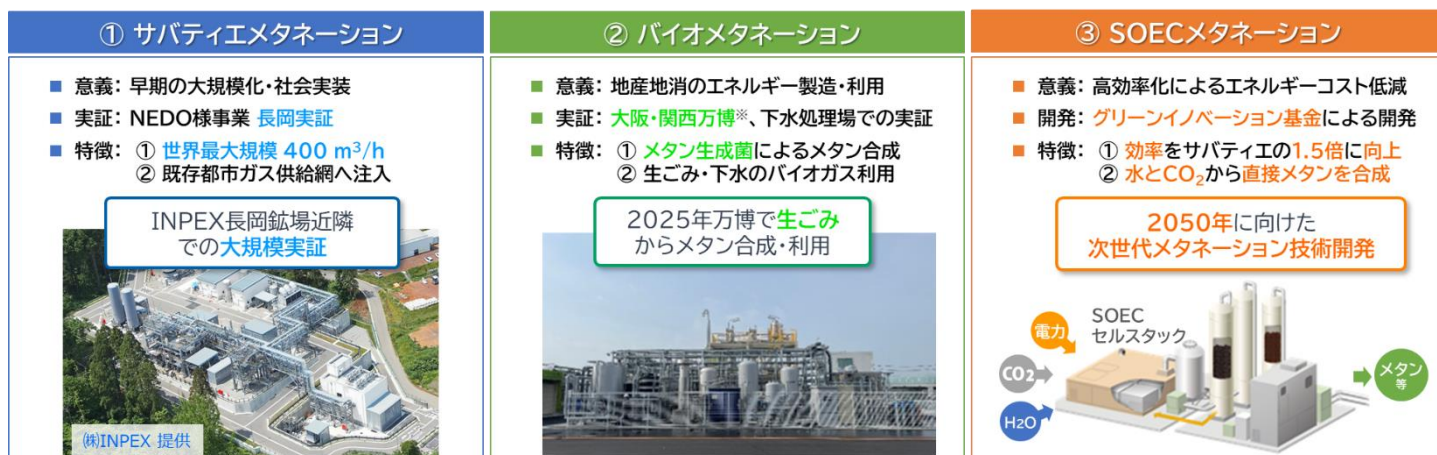 ① サバティエメタネーション
■ 意義: 早期の大規模化・社会実装
■ 実証: NEDO様事業 長岡実証
■ 特徴: ① 世界最大規模 400 m³/h
② 既存都市ガス供給網へ注入
INPEX長岡鉱場近隣
での大規模実証
㈱INPEX 提供
② バイオメタネーション
■ 意義: 地産地消のエネルギー製造・利用
■ 実証: 大阪・関西万博※、下水処理場での実証
■ 特徴: ① メタン生成菌によるメタン合成
② 生ごみ・下水のバイオガス利用
2025年万博で生ごみ
からメタン合成・利用
③ SOECメタネーション
■ 意義: 高効率化によるエネルギーコスト低減
■ 開発: グリーンイノベーション基金による開発
■ 特徴: ① 効率をサバティエの1.5倍に向上
② 水とCO₂から直接メタンを合成
2050年に向けた
次世代メタネーション技術開発
SOEC
セルスタック
電力
CO2
H2O
メタン
等